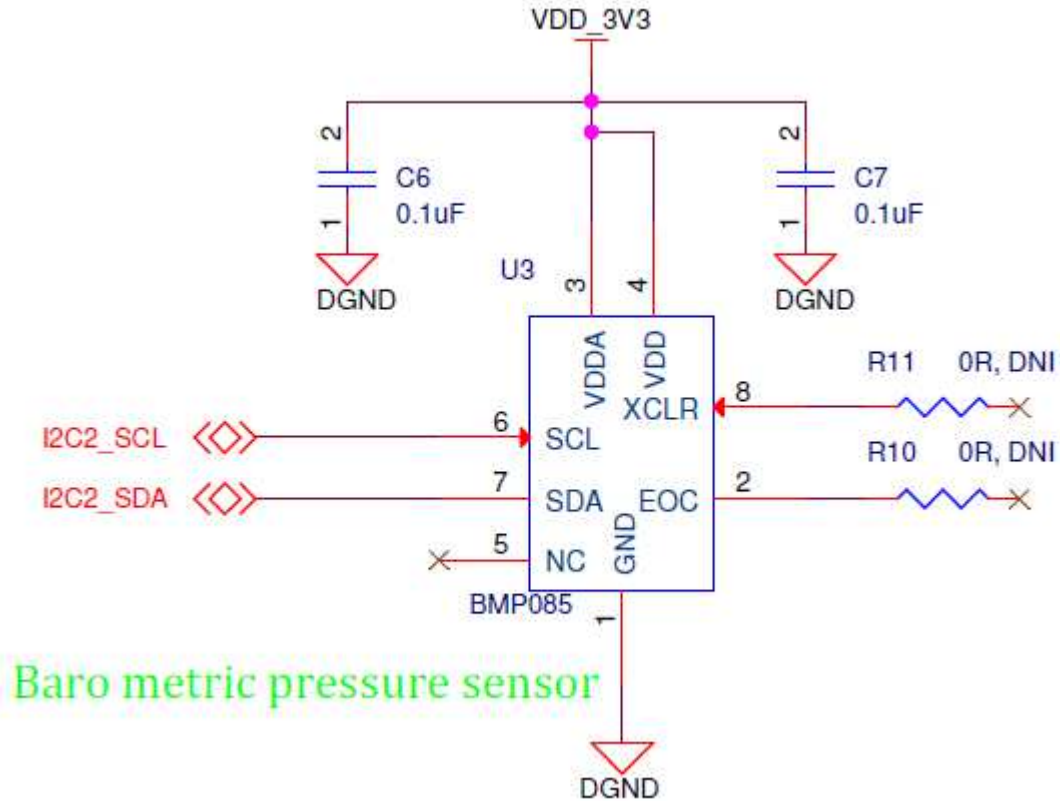 VDD_3V3
2
C6
0.1uF
1
DGND
2
C7
0.1uF
1
DGND
U3
3
4
VDDA
VDD
R11 0R, DNI
XCLR
8
I2C2_SCL
6
SCL
R10 0R, DNI
I2C2_SDA
7
SDA
EOC
2
5
NC
GND
BMP085
1
Baro metric pressure sensor
DGND